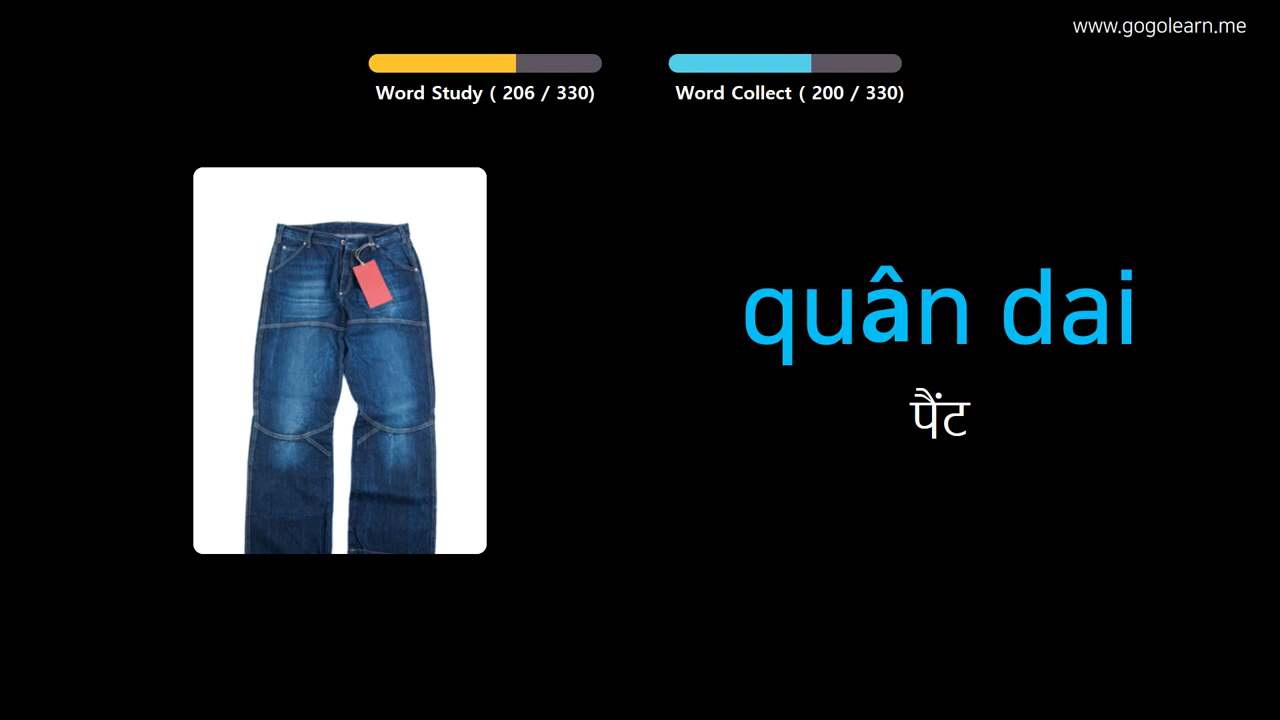 www.gogolearn.me
Word Study ( 206 / 330)
Word Collect ( 200 / 330)
quân dai
पैंट